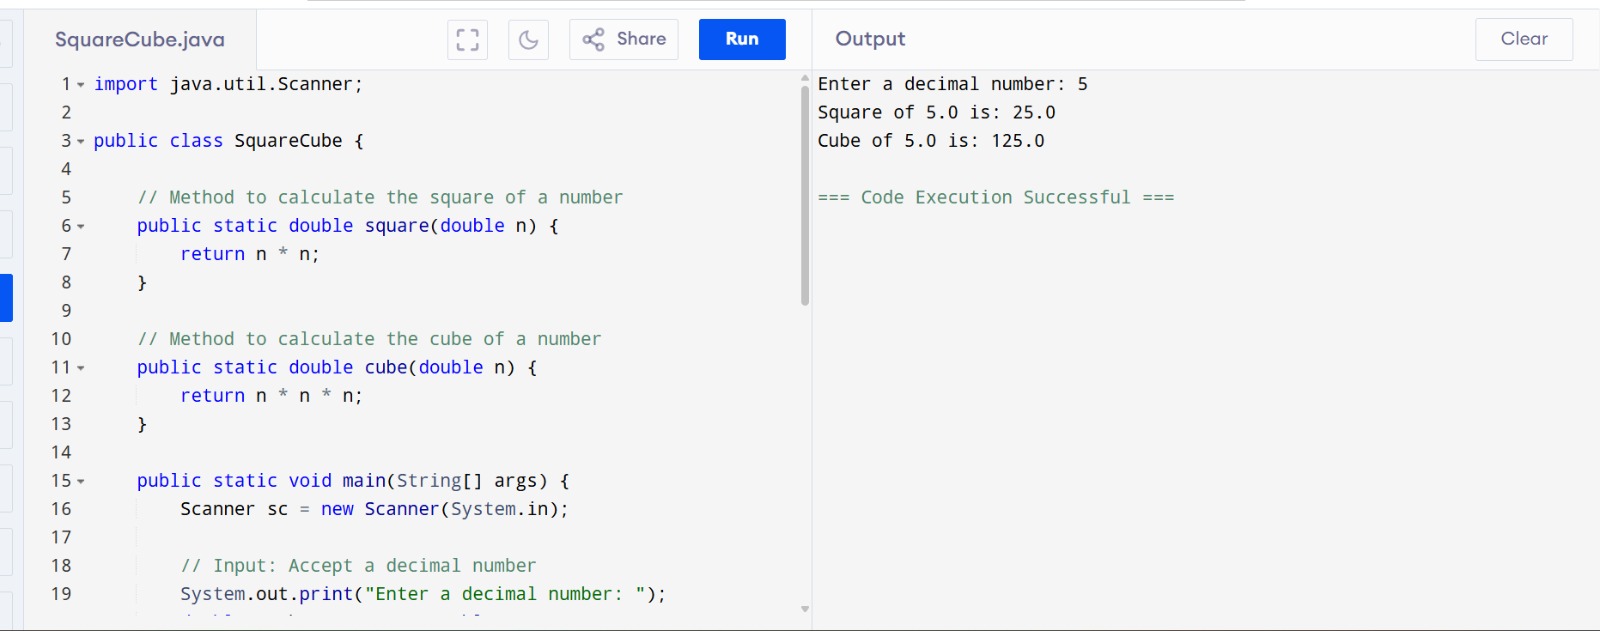 SquareCube.java
Share
Run
Output
Clear
1 import java.util.Scanner;
2
3 public class SquareCube {
4
5 // Method to calculate the square of a number
6 public static double square(double n) {
7 return n * n;
8 }
9
10 // Method to calculate the cube of a number
11 public static double cube(double n) {
12 return n * n * n;
13 }
14
15 public static void main(String[] args) {
16 Scanner sc = new Scanner(System.in);
17
18 // Input: Accept a decimal number
19 System.out.print("Enter a decimal number: ");
Enter a decimal number: 5
Square of 5.0 is: 25.0
Cube of 5.0 is: 125.0
=== Code Execution Successful ===